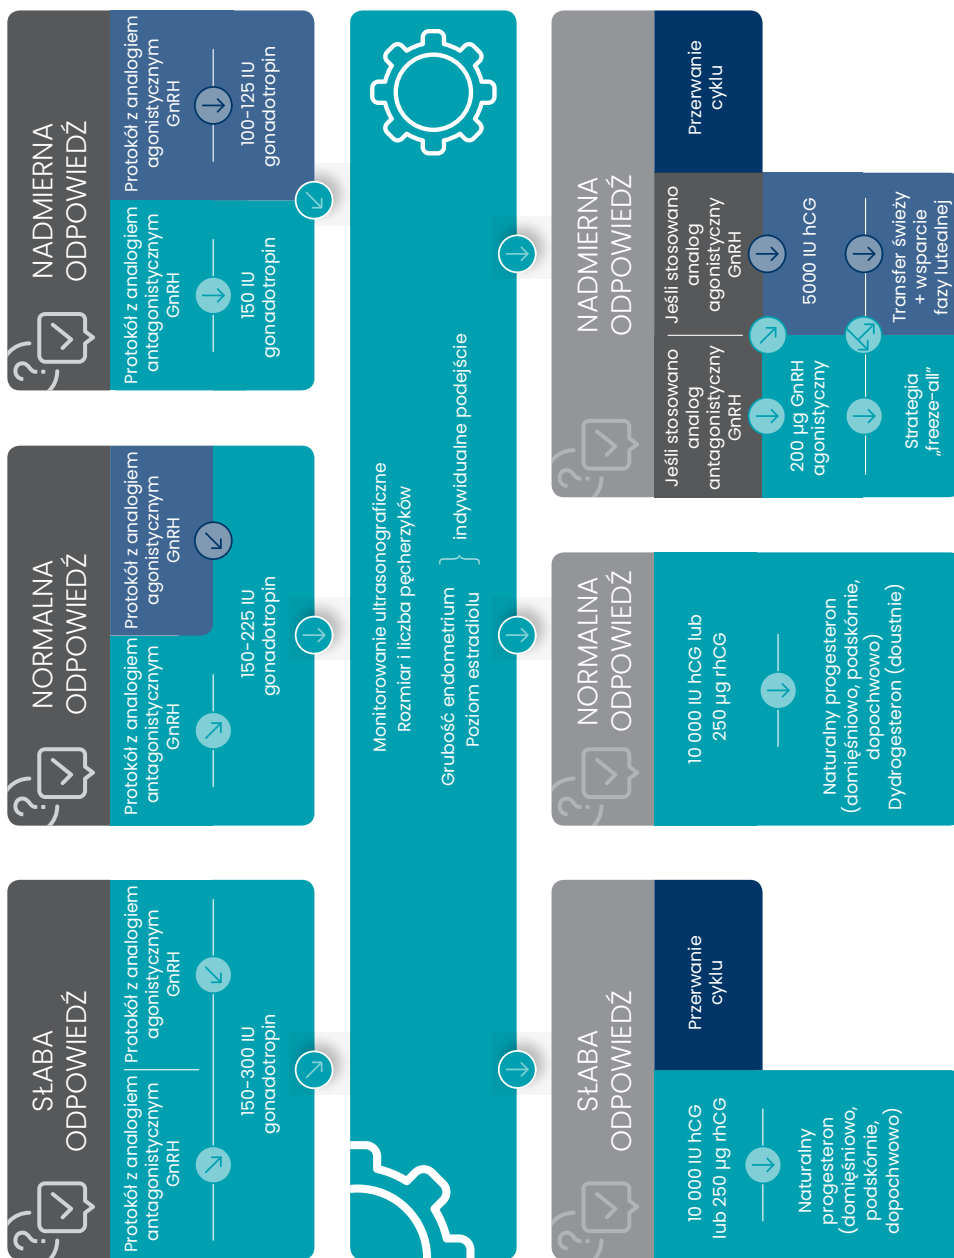 SŁABA
ODPOWIEDŹ
Protokół z analogiem
antagonistycznym
GnRH
Protokół z analogiem
agonistycznym
GnRH
150–300 IU
gonadotropin
NORMALNA
ODPOWIEDŹ
Protokół z analogiem
antagonistycznym
GnRH
Protokół z analogiem
agonistycznym
GnRH
150–225 IU
gonadotropin
NADMIERNA
ODPOWIEDŹ
Protokół z analogiem
antagonistycznym
GnRH
150 IU
gonadotropin
Protokół z analogiem
agonistycznym
GnRH
100–125 IU
gonadotropin
Monitorowanie ultrasonograficzne
Rozmiar i liczba pęcherzyków
Grubość endometrium
Poziom estradiolu
} indywidualne podejście
SŁABA
ODPOWIEDŹ
10 000 IU hCG
lub 250 µg rhCG
Naturalny
progesteron
(domięśniowo,
podskórnie,
dopochwowo)
Przerwanie
cyklu
NORMALNA
ODPOWIEDŹ
10 000 IU hCG lub
250 µg rhCG
Naturalny progesteron
(domięśniowo, podskórnie,
dopochwowo)
Dydrogesteron (doustnie)
NADMIERNA
ODPOWIEDŹ
Jeśli stosowano
analog
antagonistyczny
GnRH
200 µg GnRH
agonistyczny
Strategia
„freeze-all”
Jeśli stosowano
analog
agonistyczny
GnRH
5000 IU hCG
Transfer świeży
+ wsparcie
fazy lutealnej
Przerwanie
cyklu